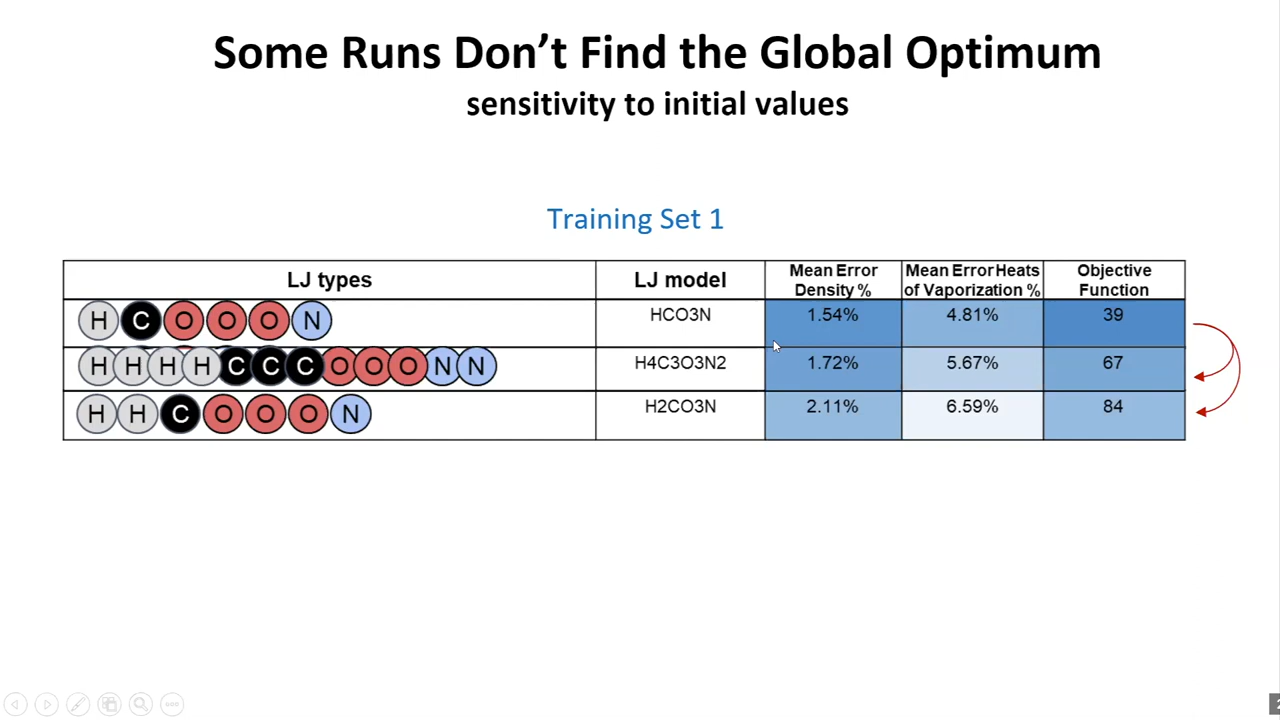 Some Runs Don’t Find the Global Optimum
sensitivity to initial values
Training Set 1
LJ types LJ model Mean Error Density % Mean Error Heats of Vaporization % Objective Function
H C O O O N HCO3N 1.54% 4.81% 39
H H H H C C C O O O N N H4C3O3N2 1.72% 5.67% 67
H H C O O O N H2CO3N 2.11% 6.59% 84